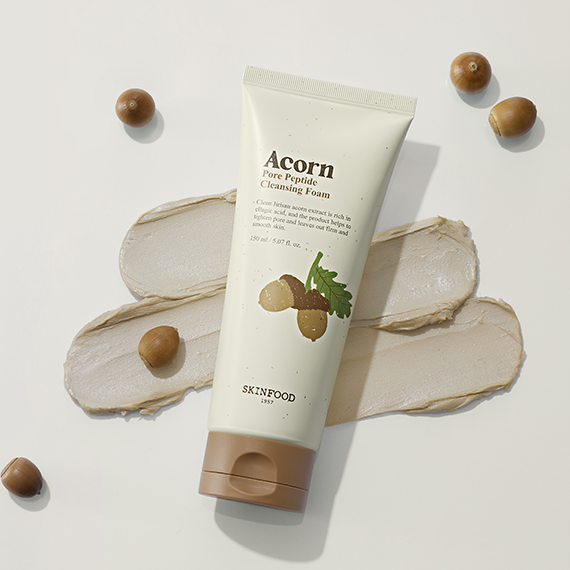 Acorn
Pore Peptide
Cleansing Foam
Clean Jirisan acorn extract is rich in
ellagic acid, and the product helps to
tighten pore and leaves out firm and
smooth skin.
150 ml / 5.07 fl. oz.
SKINFOOD
1957